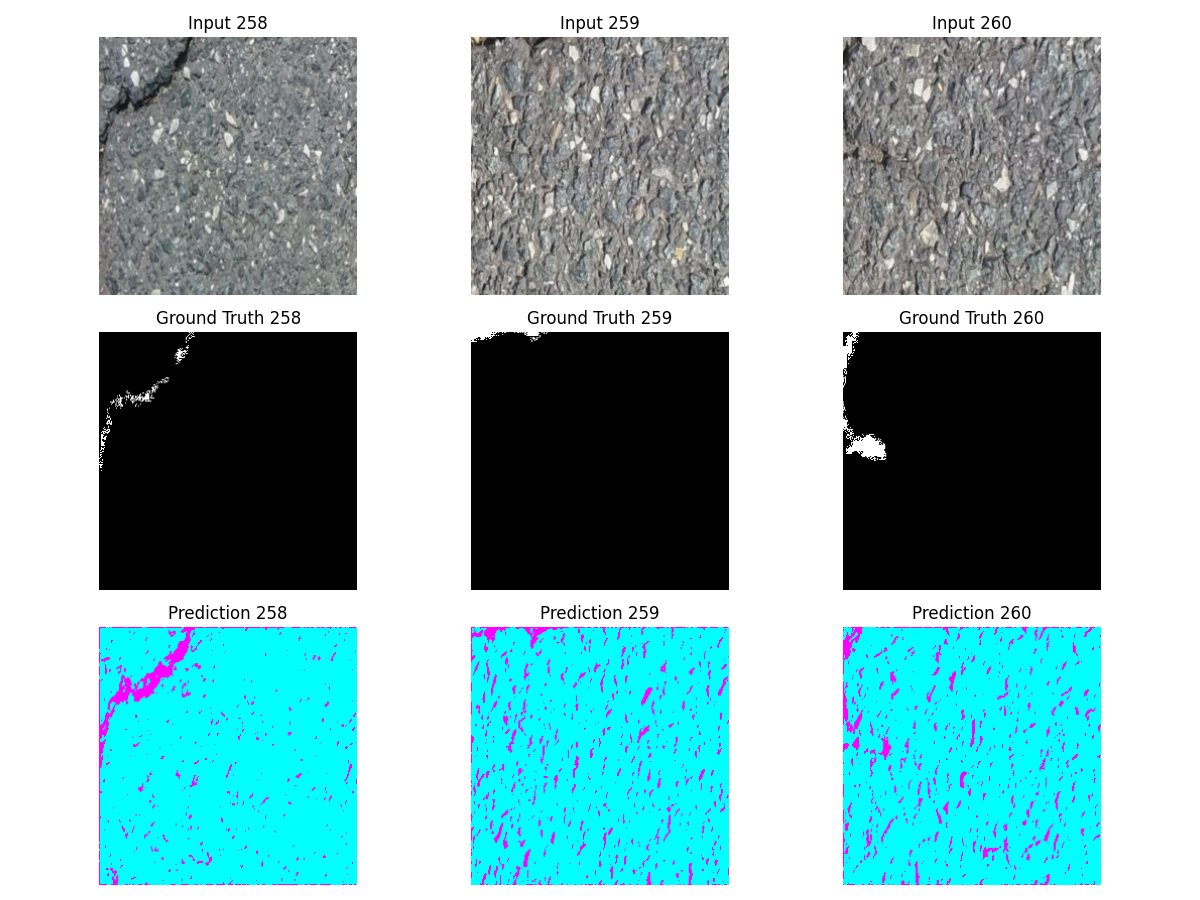 Input 258
Input 259
Input 260
Ground Truth 258
Ground Truth 259
Ground Truth 260
Prediction 258
Prediction 259
Prediction 260